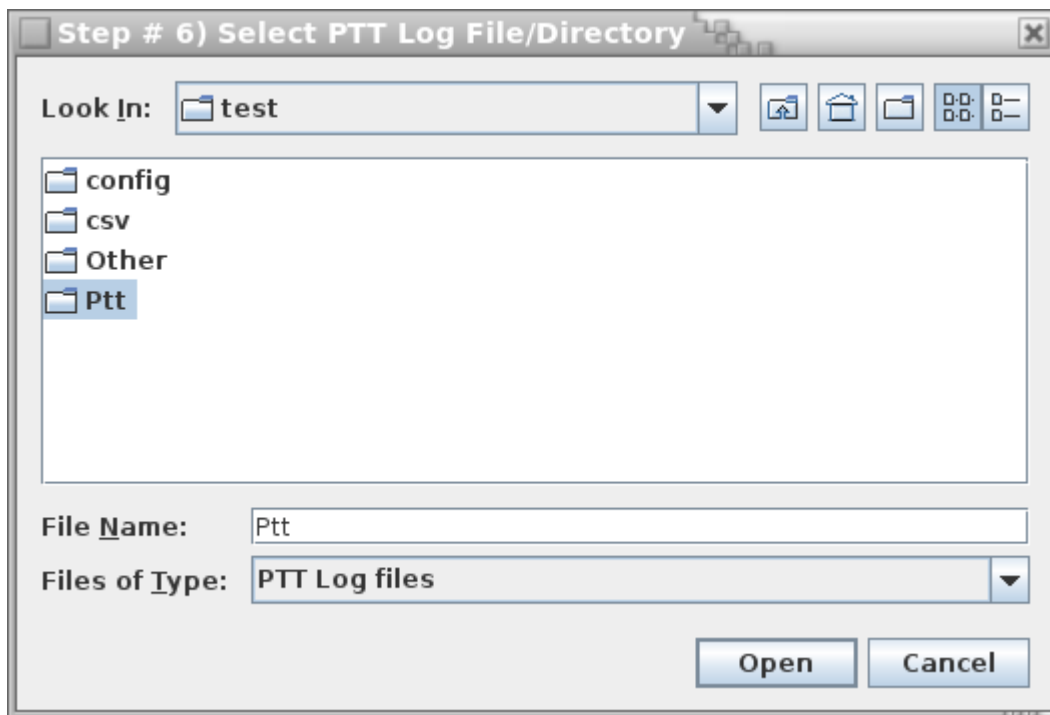 Step # 6) Select PTT Log File/Directory
Look In: test
config
csv
Other
Ptt
File Name: Ptt
Files of Type: PTT Log files
Open Cancel